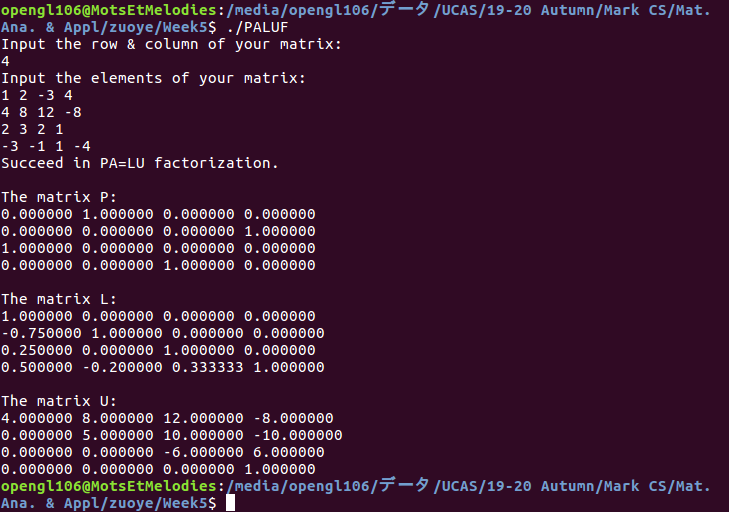 opengl106@MotsEtMelodies:/media/opengl106/データ/UCAS/19-20 Autumn/Mark CS/Mat.
Ana. & Appl/zuoye/Week5$ ./PALUF
Input the row & column of your matrix:
4
Input the elements of your matrix:
1 2 -3 4
4 8 12 -8
2 3 2 1
-3 -1 1 -4
Succeed in PA=LU factorization.
The matrix P:
0.000000 1.000000 0.000000 0.000000
0.000000 0.000000 0.000000 1.000000
1.000000 0.000000 0.000000 0.000000
0.000000 0.000000 1.000000 0.000000
The matrix L:
1.000000 0.000000 0.000000 0.000000
-0.750000 1.000000 0.000000 0.000000
0.250000 0.000000 1.000000 0.000000
0.500000 -0.200000 0.333333 1.000000
The matrix U:
4.000000 8.000000 12.000000 -8.000000
0.000000 5.000000 10.000000 -10.000000
0.000000 0.000000 -6.000000 6.000000
0.000000 0.000000 0.000000 1.000000
opengl106@MotsEtMelodies:/media/opengl106/データ/UCAS/19-20 Autumn/Mark CS/Mat.
Ana. & Appl/zuoye/Week5$